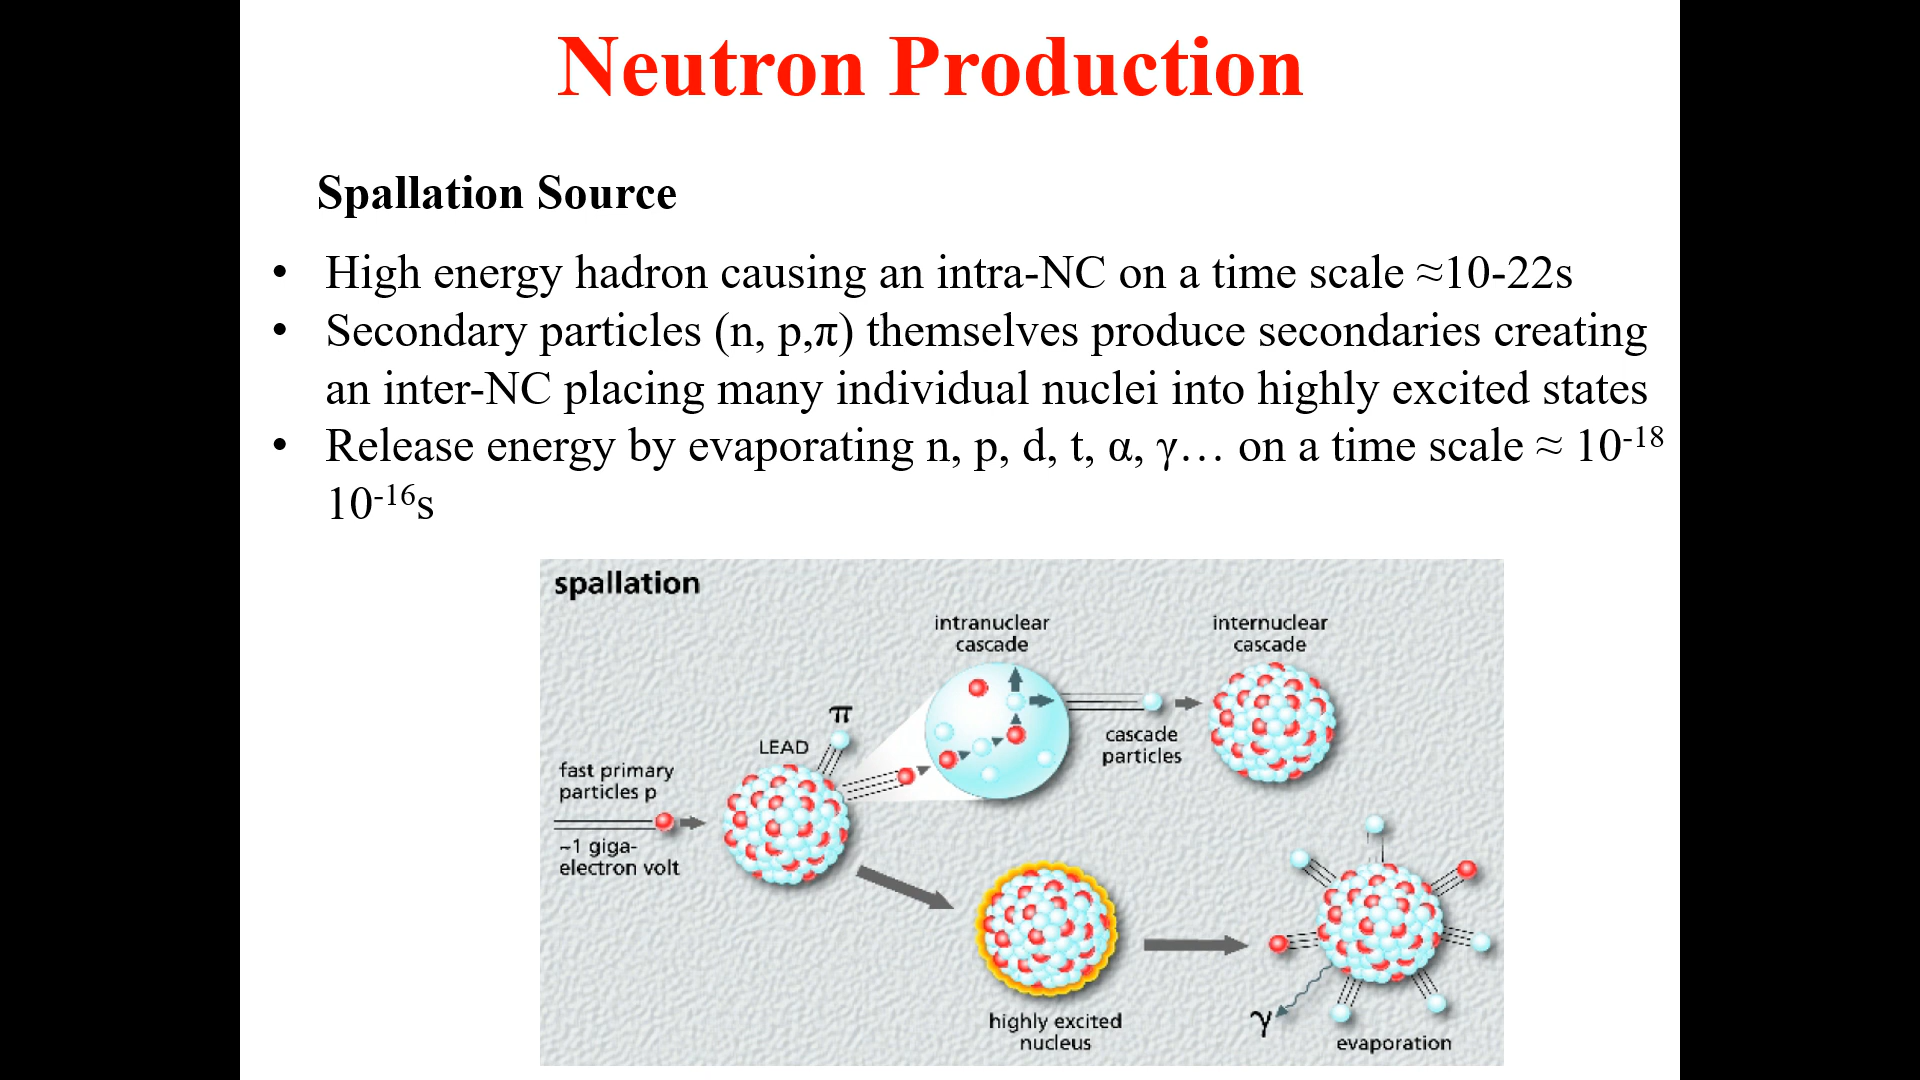 Neutron Production
Spallation Source
• High energy hadron causing an intra-NC on a time scale ≈10-22s
• Secondary particles (n, p,π) themselves produce secondaries creating
an inter-NC placing many individual nuclei into highly excited states
• Release energy by evaporating n, p, d, t, α, γ… on a time scale ≈ 10⁻¹⁸
10⁻¹⁶s
spallation
intranuclear
cascade
internuclear
cascade
π
LEAD
fast primary
particles p
~1 giga-
electron volt
cascade
particles
highly excited
nucleus
γ
evaporation